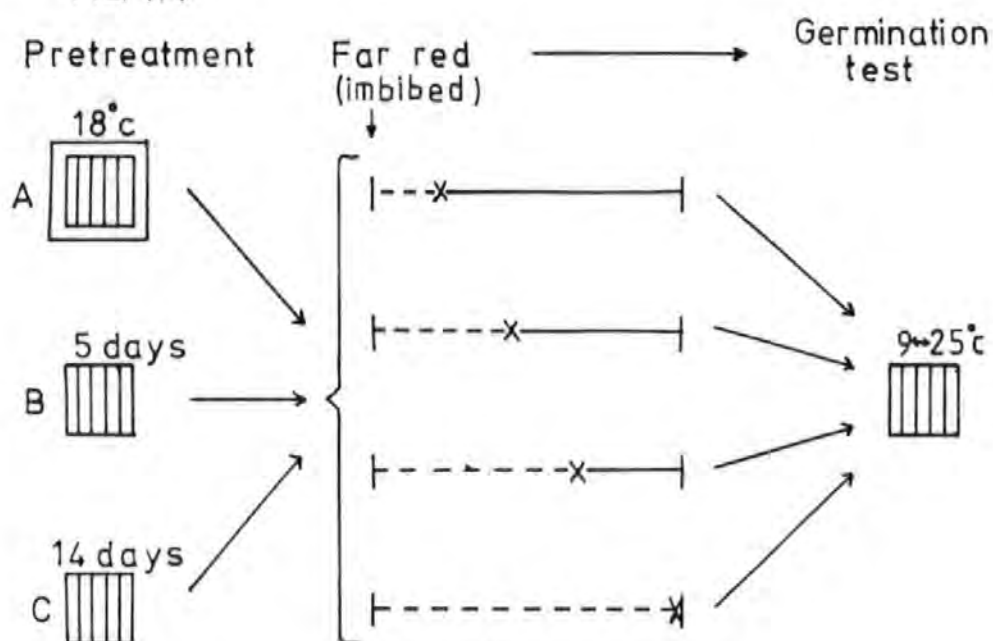 Pretreatment
Far red
(imbibed)
Germination
test
18°c
A
5 days
B
9↔25°c
14 days
C